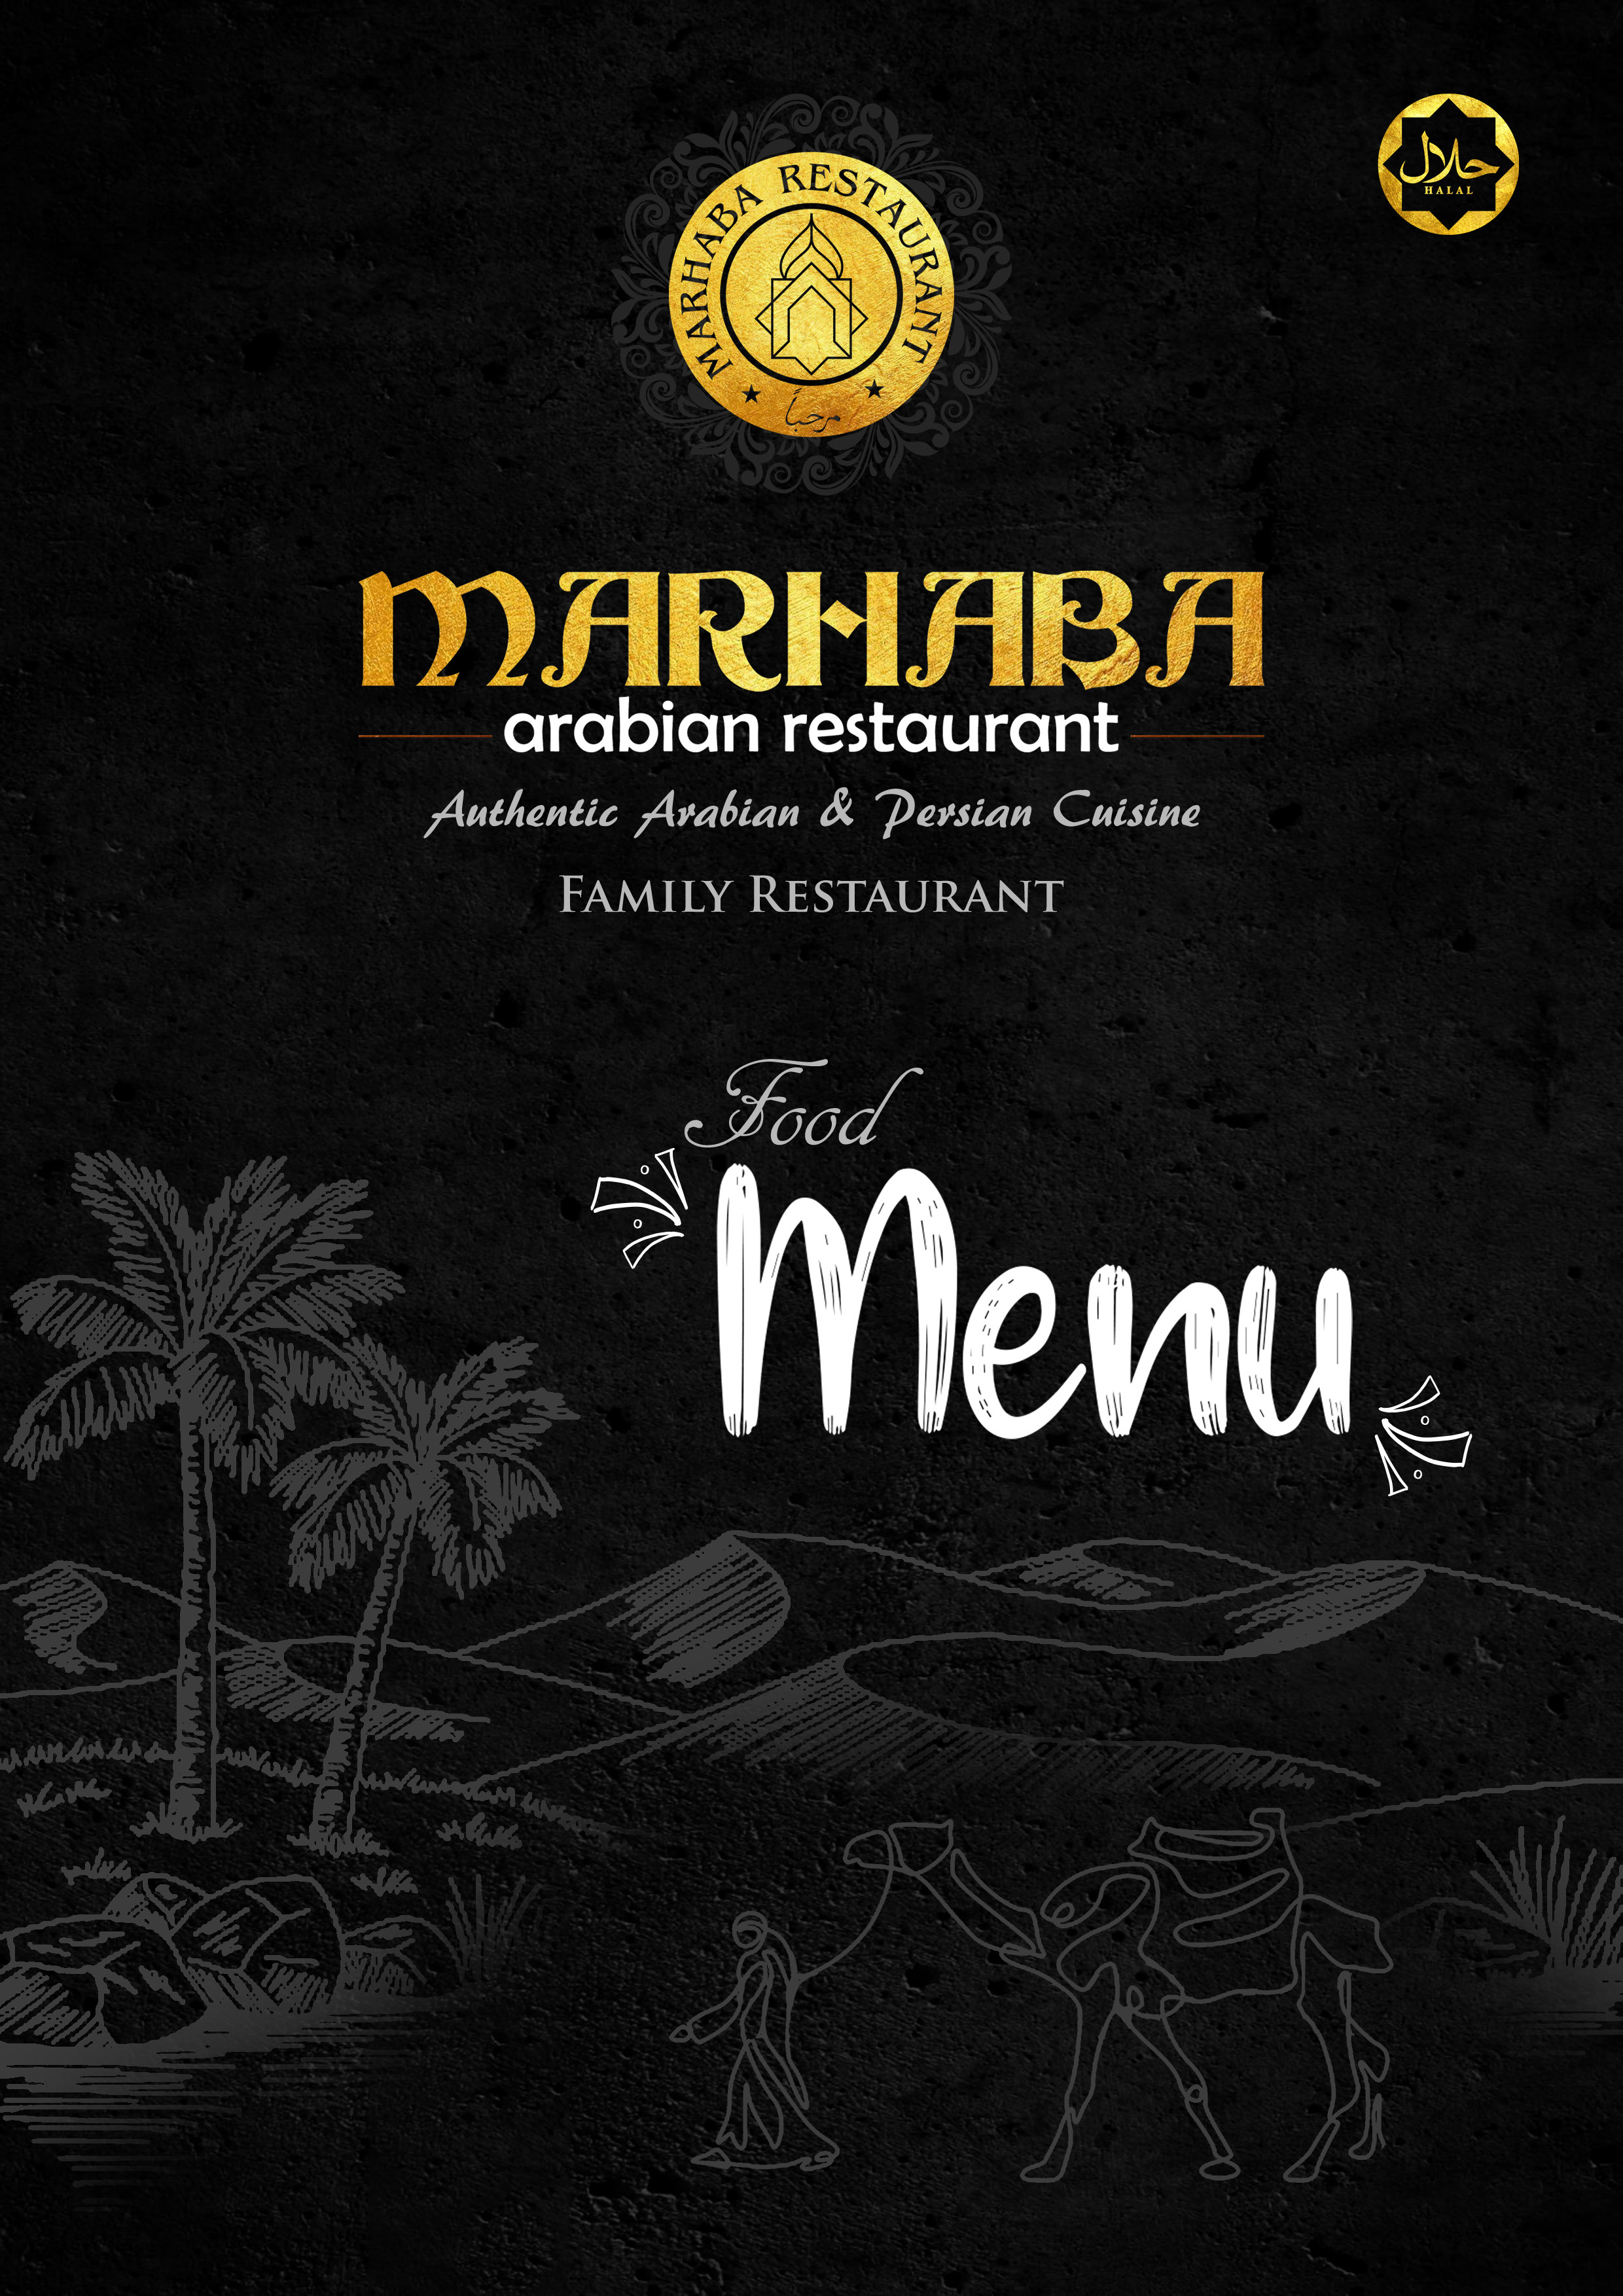 حلال
HALAL
MARHABA RESTAURANT
مرحباً
MARHABA
arabian restaurant
Authentic Arabian & Persian Cuisine
FAMILY RESTAURANT
Food
Menu